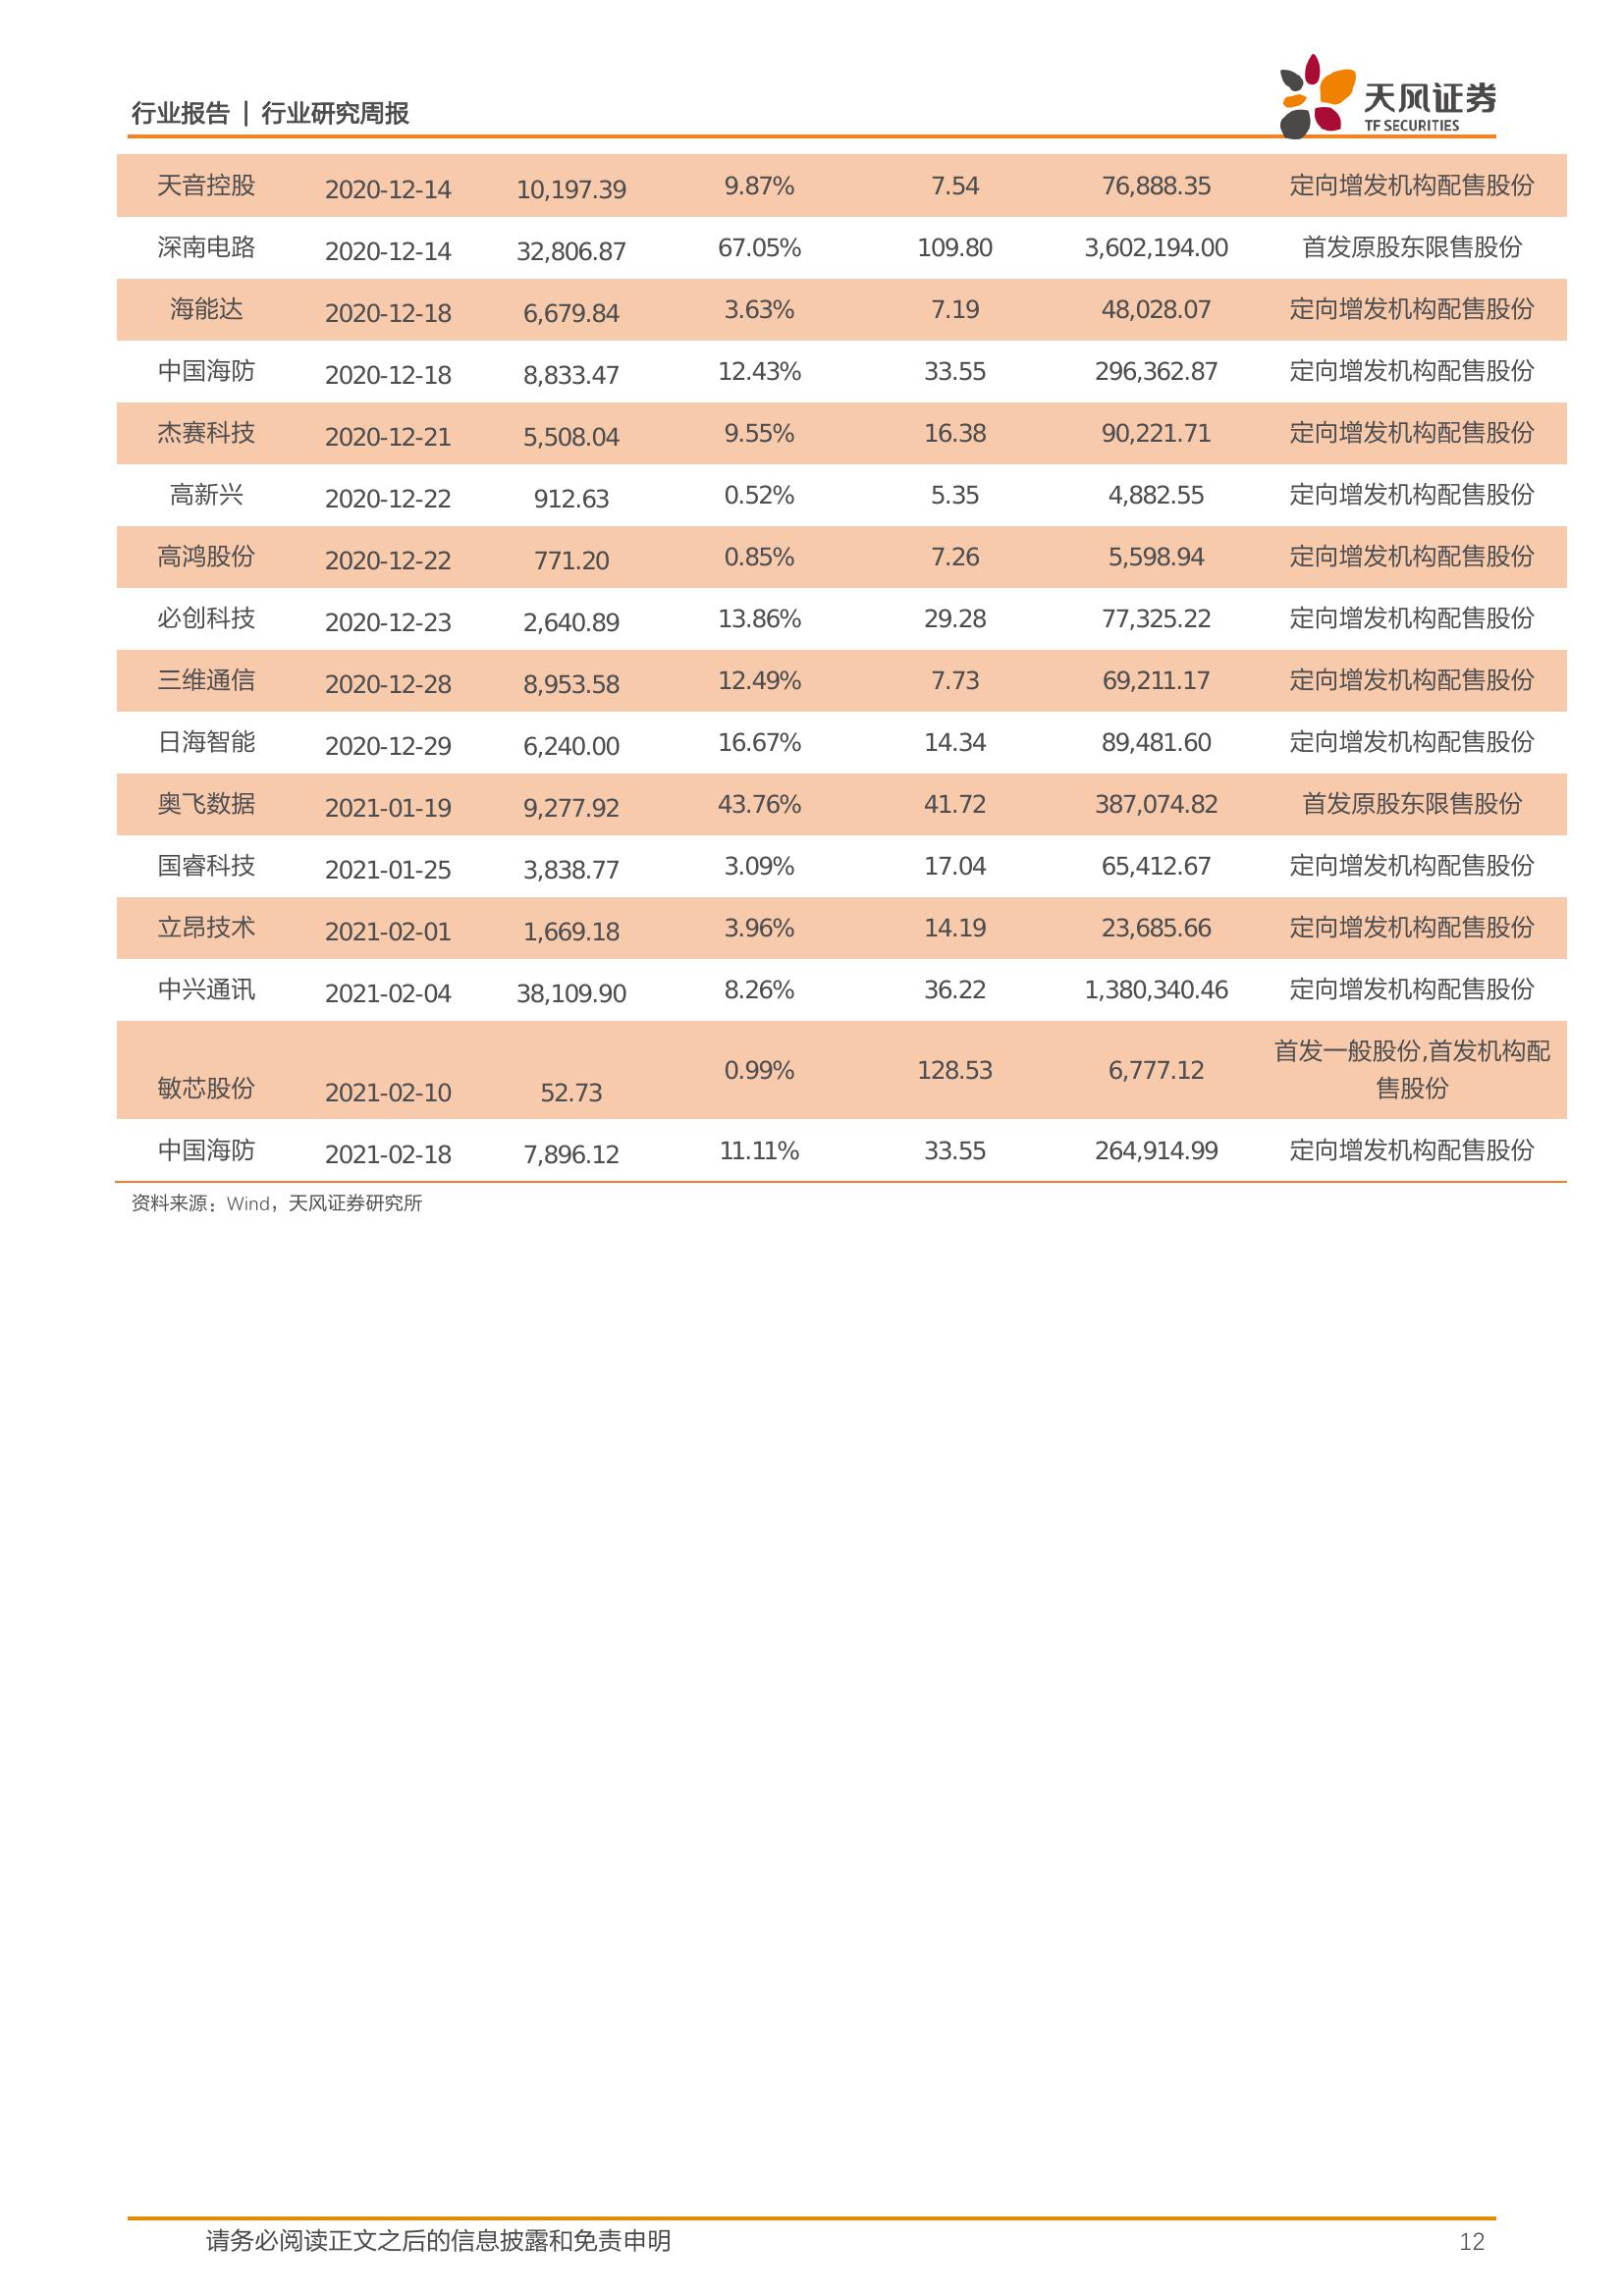 行业报告 | 行业研究周报
天风证券
TF SECURITIES
天音控股 2020-12-14 10,197.39 9.87% 7.54 76,888.35 定向增发机构配售股份
深南电路 2020-12-14 32,806.87 67.05% 109.80 3,602,194.00 首发原股东限售股份
海能达 2020-12-18 6,679.84 3.63% 7.19 48,028.07 定向增发机构配售股份
中国海防 2020-12-18 8,833.47 12.43% 33.55 296,362.87 定向增发机构配售股份
杰赛科技 2020-12-21 5,508.04 9.55% 16.38 90,221.71 定向增发机构配售股份
高新兴 2020-12-22 912.63 0.52% 5.35 4,882.55 定向增发机构配售股份
高鸿股份 2020-12-22 771.20 0.85% 7.26 5,598.94 定向增发机构配售股份
必创科技 2020-12-23 2,640.89 13.86% 29.28 77,325.22 定向增发机构配售股份
三维通信 2020-12-28 8,953.58 12.49% 7.73 69,211.17 定向增发机构配售股份
日海智能 2020-12-29 6,240.00 16.67% 14.34 89,481.60 定向增发机构配售股份
奥飞数据 2021-01-19 9,277.92 43.76% 41.72 387,074.82 首发原股东限售股份
国睿科技 2021-01-25 3,838.77 3.09% 17.04 65,412.67 定向增发机构配售股份
立昂技术 2021-02-01 1,669.18 3.96% 14.19 23,685.66 定向增发机构配售股份
中兴通讯 2021-02-04 38,109.90 8.26% 36.22 1,380,340.46 定向增发机构配售股份
敏芯股份 2021-02-10 52.73 0.99% 128.53 6,777.12 首发一般股份,首发机构配
售股份
中国海防 2021-02-18 7,896.12 11.11% 33.55 264,914.99 定向增发机构配售股份
资料来源：Wind，天风证券研究所
请务必阅读正文之后的信息披露和免责申明 12